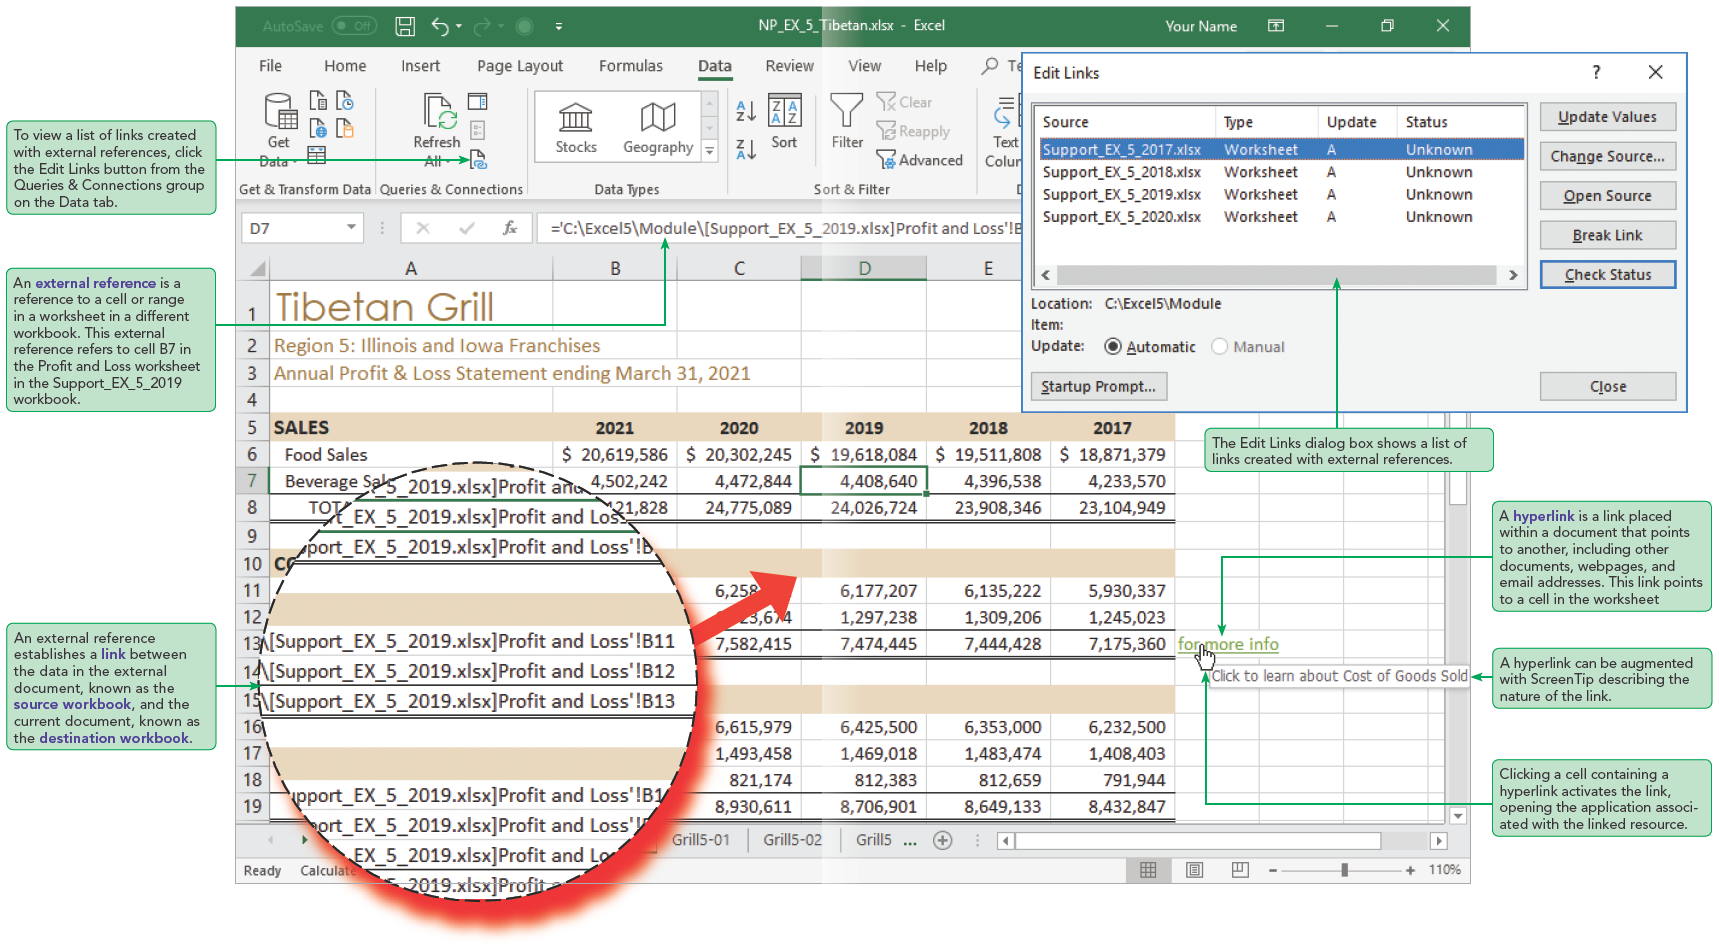 AutoSave Off
NP_EX_5_Tibetan.xlsx - Excel
Your Name
File Home Insert Page Layout Formulas Data Review View Help
Get Data
Refresh All
Stocks
Geography
Sort
Filter
Clear
Reapply
Advanced
Text
Get & Transform Data
Queries & Connections
Data Types
Sort & Filter
D7
fx
='C:\Excel5\Module\[Support_EX_5_2019.xlsx]Profit and Loss'!B
A B C D E
1 Tibetan Grill
2 Region 5: Illinois and Iowa Franchises
3 Annual Profit & Loss Statement ending March 31, 2021
4
5 SALES 2021 2020 2019 2018 2017
6 Food Sales $ 20,619,586 $ 20,302,245 $ 19,618,084 $ 19,511,808 $ 18,871,379
7 Beverage 4,502,242 4,472,844 4,408,640 4,396,538 4,233,570
8 21,828 24,775,089 24,026,724 23,908,346 23,104,949
9
10
11 6,258 6,177,207 6,135,222 5,930,337
12 1,297,238 1,309,206 1,245,023
13 7,582,415 7,474,445 7,444,428 7,175,360 for more info
14
15
16 6,615,979 6,425,500 6,353,000 6,232,500
17 1,493,458 1,469,018 1,483,474 1,408,403
18 821,174 812,383 812,659 791,944
19 8,930,611 8,706,901 8,649,133 8,432,847
Click to learn about Cost of Goods Sold
_5_2019.xlsx]Profit and
rt_EX_5_2019.xlsx]Profit and Loss
pport_EX_5_2019.xlsx]Profit and Loss'!B
\[Support_EX_5_2019.xlsx]Profit and Loss'!B11
\[Support_EX_5_2019.xlsx]Profit and Loss'!B12
\[Support_EX_5_2019.xlsx]Profit and Loss'!B13
upport_EX_5_2019.xlsx]Profit and Loss'!B1
port_EX_5_2019.xlsx]Profit and Loss'!
_EX_5_2019.xlsx]Profit and Lo
_5_2019.xlsx]Profit
Grill5-01 Grill5-02 Grill5 ...
Ready Calculate
110%
Edit Links
?
Source Type Update Status
Support_EX_5_2017.xlsx Worksheet A Unknown
Support_EX_5_2018.xlsx Worksheet A Unknown
Support_EX_5_2019.xlsx Worksheet A Unknown
Support_EX_5_2020.xlsx Worksheet A Unknown
Update Values
Change Source...
Open Source
Break Link
Check Status
Location: C:\Excel5\Module
Item:
Update: Automatic Manual
Startup Prompt...
Close
To view a list of links created
with external references, click
the Edit Links button from the
Queries & Connections group
on the Data tab.
An external reference is a
reference to a cell or range
in a worksheet in a different
workbook. This external
reference refers to cell B7 in
the Profit and Loss worksheet
in the Support_EX_5_2019
workbook.
An external reference
establishes a link between
the data in the external
document, known as the
source workbook, and the
current document, known as
the destination workbook.
The Edit Links dialog box shows a list of
links created with external references.
A hyperlink is a link placed
within a document that points
to another, including other
documents, webpages, and
email addresses. This link points
to a cell in the worksheet
A hyperlink can be augmented
with ScreenTip describing the
nature of the link.
Clicking a cell containing a
hyperlink activates the link,
opening the application associ-
ated with the linked resource.